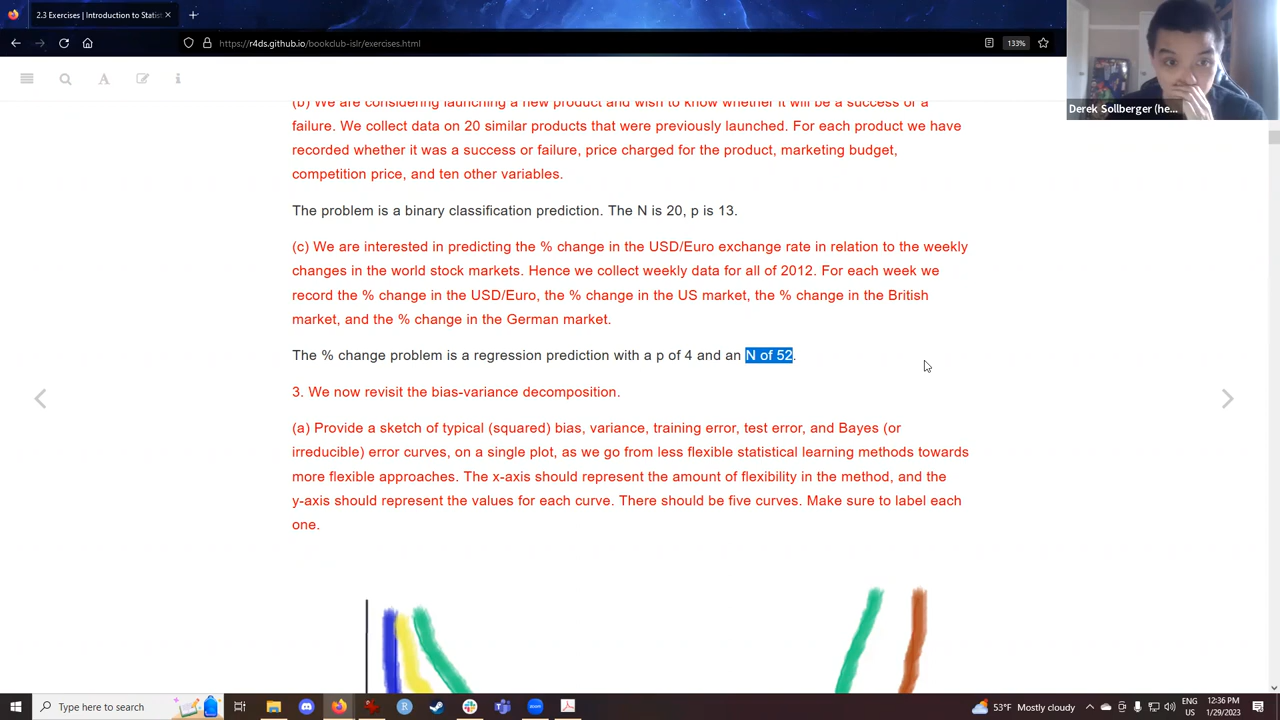 2.3 Exercises | Introduction to Statist
https://r4ds.github.io/bookclub-islr/exercises.html
133%
Derek Sollberger (he...
(b) We are considering launching a new product and wish to know whether it will be a success or a
failure. We collect data on 20 similar products that were previously launched. For each product we have
recorded whether it was a success or failure, price charged for the product, marketing budget,
competition price, and ten other variables.
The problem is a binary classification prediction. The N is 20, p is 13.
(c) We are interested in predicting the % change in the USD/Euro exchange rate in relation to the weekly
changes in the world stock markets. Hence we collect weekly data for all of 2012. For each week we
record the % change in the USD/Euro, the % change in the US market, the % change in the British
market, and the % change in the German market.
The % change problem is a regression prediction with a p of 4 and an N of 52.
3. We now revisit the bias-variance decomposition.
(a) Provide a sketch of typical (squared) bias, variance, training error, test error, and Bayes (or
irreducible) error curves, on a single plot, as we go from less flexible statistical learning methods towards
more flexible approaches. The x-axis should represent the amount of flexibility in the method, and the
y-axis should represent the values for each curve. There should be five curves. Make sure to label each
one.
Type here to search
53°F Mostly cloudy
ENG
US
12:36 PM
1/29/2023